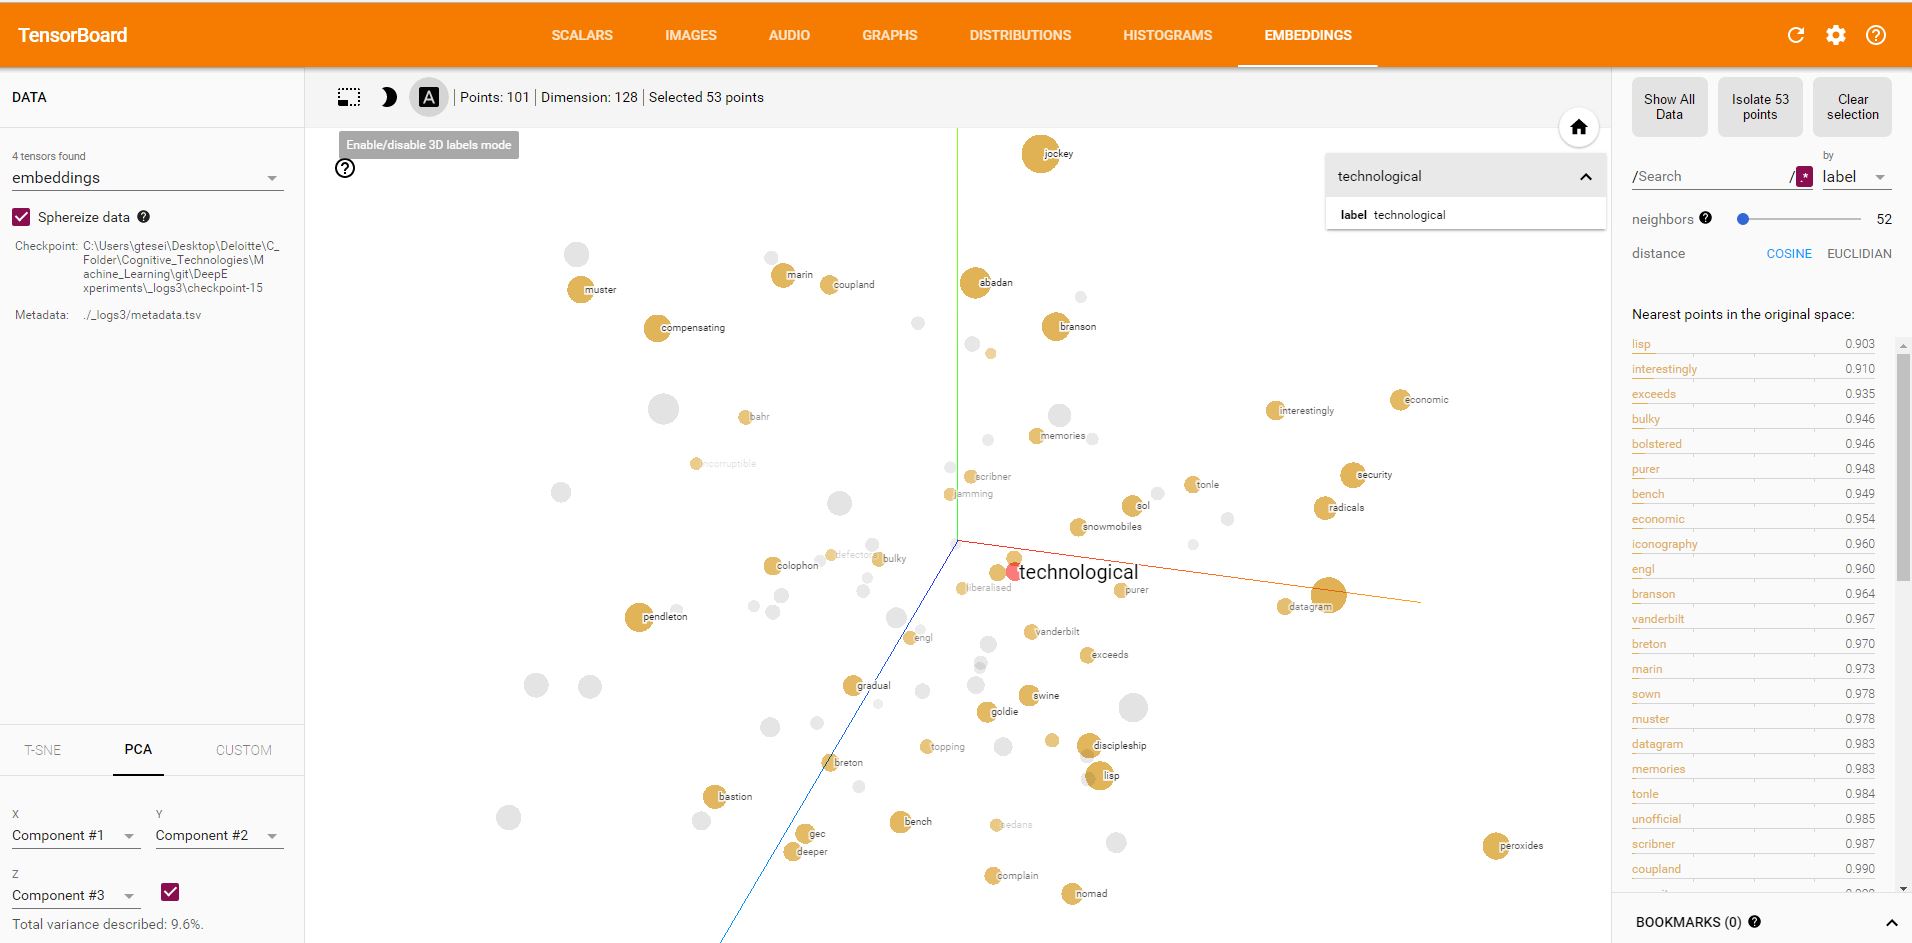 TensorBoard
SCALARS IMAGES AUDIO GRAPHS DISTRIBUTIONS HISTOGRAMS EMBEDDINGS
DATA
4 tensors found
embeddings
Sphereize data
Checkpoint: C:\Users\gtesei\Desktop\Deloitte\C_
Folder\Cognitive_Technologies\M
achine_Learning\git\DeepE
xperiments\_logs3\checkpoint-15
Metadata: ./_logs3/metadata.tsv
T-SNE PCA CUSTOM
X Y
Component #1 Component #2
Z
Component #3
Total variance described: 9.6%.
A Points: 101 Dimension: 128 Selected 53 points
Enable/disable 3D labels mode
technological
label technological
jockey
marin
coupland
abadan
muster
compensating
branson
bahr
memories
interestingly
economic
incorruptible
scribner
jamming
tonle
security
sol
radicals
snowmobiles
defectors
bulky
colophon
technological
liberalised
purer
datagram
pendleton
engl
vanderbilt
exceeds
gradual
swine
goldie
topping
discipleship
breton
lisp
bastion
bench
sedans
gec
deeper
peroxides
complain
nomad
Show All
Data
Isolate 53
points
Clear
selection
/Search /.* by
label
neighbors 52
distance COSINE EUCLIDIAN
Nearest points in the original space:
lisp 0.903
interestingly 0.910
exceeds 0.935
bulky 0.946
bolstered 0.946
purer 0.948
bench 0.949
economic 0.954
iconography 0.960
engl 0.960
branson 0.964
vanderbilt 0.967
breton 0.970
marin 0.973
sown 0.978
muster 0.978
datagram 0.983
memories 0.983
tonle 0.984
unofficial 0.985
scribner 0.987
coupland 0.990
BOOKMARKS (0)